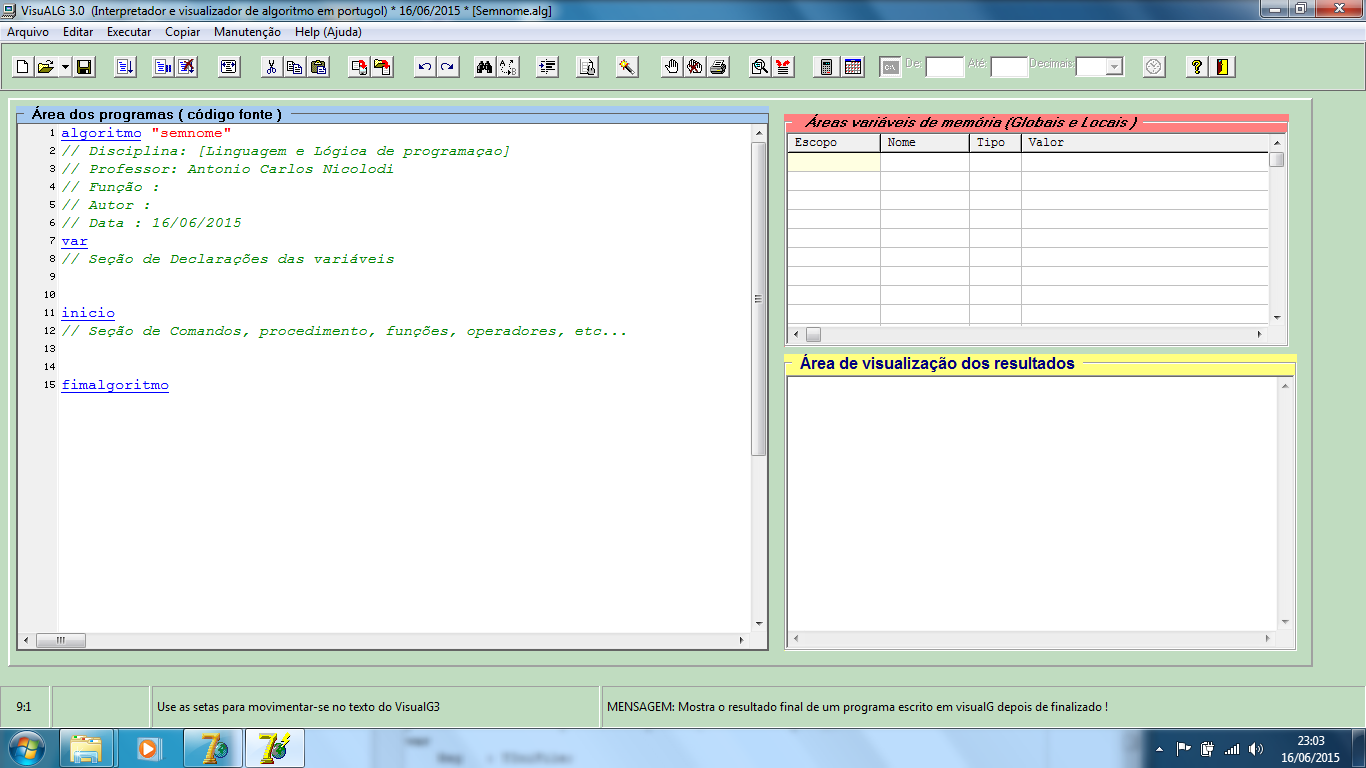 VisuALG 3.0 (Interpretador e visualizador de algoritmo em portugol) * 16/06/2015 * [Semnome.alg]
Arquivo Editar Executar Copiar Manutenção Help (Ajuda)
De: Até: Decimais:
Área dos programas ( código fonte )
1 algoritmo "semnome"
2 // Disciplina: [Linguagem e Lógica de programaçao]
3 // Professor: Antonio Carlos Nicolodi
4 // Função :
5 // Autor :
6 // Data : 16/06/2015
7 var
8 // Seção de Declarações das variáveis
9
10
11 inicio
12 // Seção de Comandos, procedimento, funções, operadores, etc...
13
14
15 fimalgoritmo
Áreas variáveis de memória (Globais e Locais )
Escopo Nome Tipo Valor
Área de visualização dos resultados
9:1 Use as setas para movimentar-se no texto do VisualG3 MENSAGEM: Mostra o resultado final de um programa escrito em visualG depois de finalizado !
23:03
16/06/2015